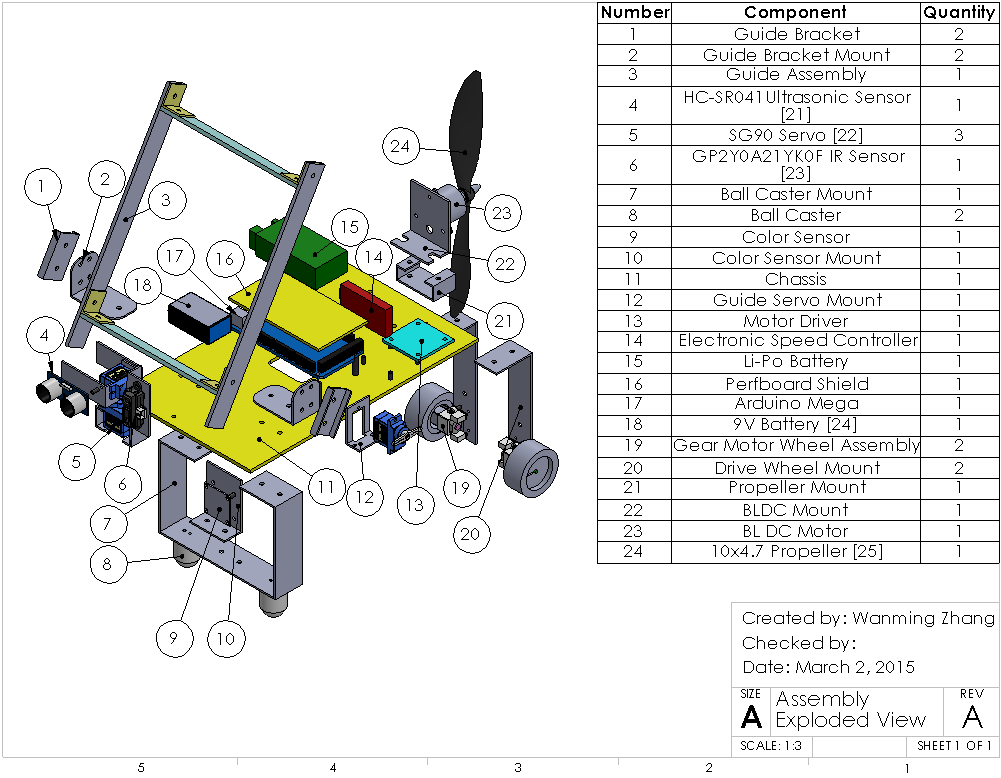 Number Component Quantity
1 Guide Bracket 2
2 Guide Bracket Mount 2
3 Guide Assembly 1
4 HC-SR041Ultrasonic Sensor [21] 1
5 SG90 Servo [22] 3
6 GP2Y0A21YK0F IR Sensor [23] 1
7 Ball Caster Mount 1
8 Ball Caster 2
9 Color Sensor 1
10 Color Sensor Mount 1
11 Chassis 1
12 Guide Servo Mount 1
13 Motor Driver 1
14 Electronic Speed Controller 1
15 Li-Po Battery 1
16 Perfboard Shield 1
17 Arduino Mega 1
18 9V Battery [24] 1
19 Gear Motor Wheel Assembly 2
20 Drive Wheel Mount 2
21 Propeller Mount 1
22 BLDC Mount 1
23 BL DC Motor 1
24 10x4.7 Propeller [25] 1
24
1
2
3
23
15
17
16
14
22
18
21
4
5
6
11
12
19
13
7
20
8
9
10
Created by: Wanming Zhang
Checked by:
Date: March 2, 2015
SIZE
A
Assembly
Exploded View
REV
A
SCALE: 1:3
SHEET 1 OF 1
5
4
3
2
1